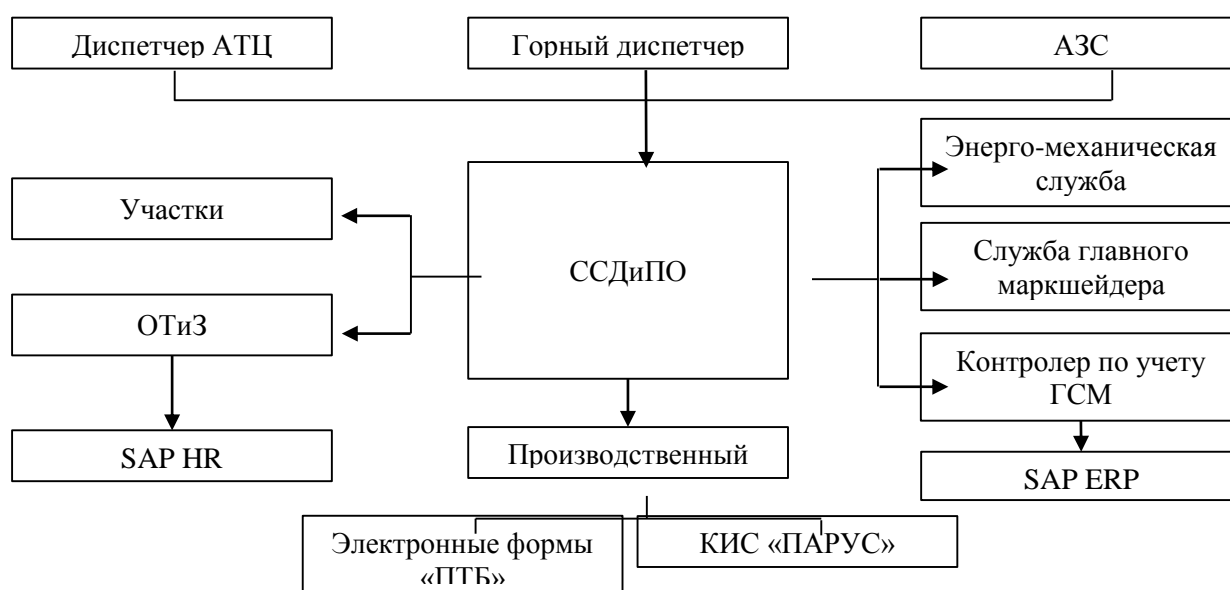 Диспетчер АТЦ
Горный диспетчер
АЗС
Энерго-механическая
служба
Участки
ССДиПО
Служба главного
маркшейдера
ОТиЗ
Контролер по учету
ГСМ
SAP HR
Производственный
SAP ERP
Электронные формы
«ПТБ»
КИС «ПАРУС»